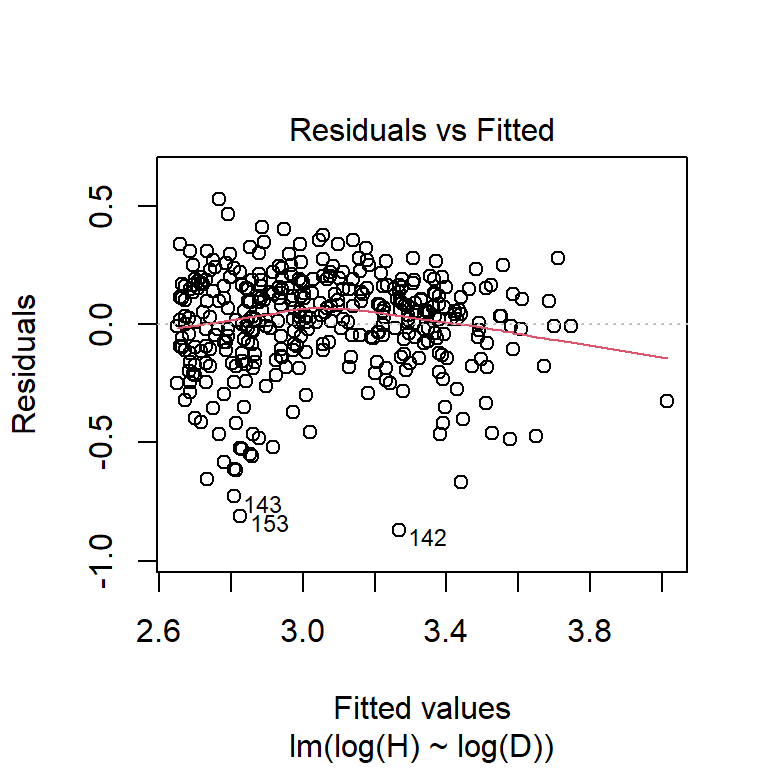 Residuals vs Fitted
Residuals
0.5
0.0
-0.5
-1.0
143
153
142
2.6 3.0 3.4 3.8
Fitted values
lm(log(H) ~ log(D))